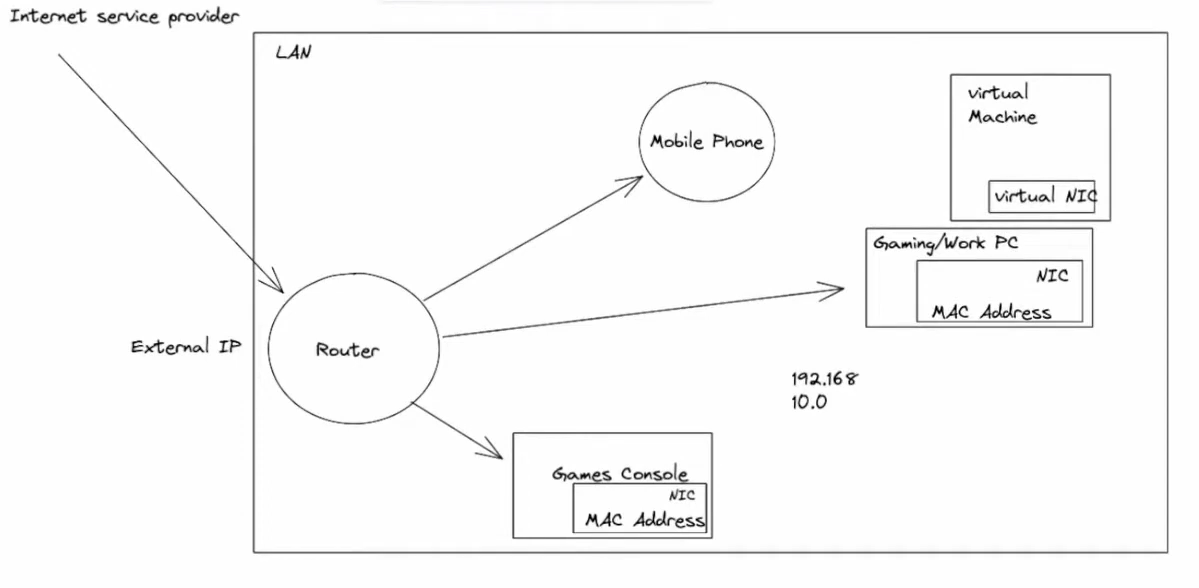 Internet service provider
LAN
virtual
Machine
Mobile Phone
virtual NIC
Gaming/Work PC
NIC
MAC Address
External IP
Router
192.168
10.0
Games Console
NIC
MAC Address